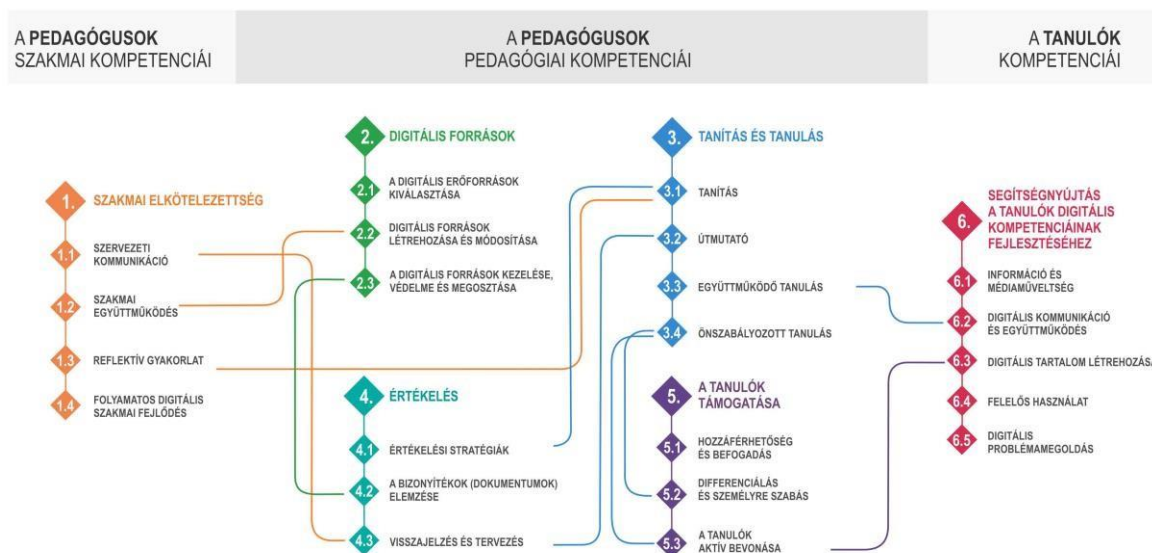 A PEDAGÓGUSOK
SZAKMAI KOMPETENCIÁI
A PEDAGÓGUSOK
PEDAGÓGIAI KOMPETENCIÁI
A TANULÓK
KOMPETENCIÁI
1. SZAKMAI ELKÖTELEZETTSÉG
1.1 SZERVEZETI
KOMMUNIKÁCIÓ
1.2 SZAKMAI
EGYÜTTMŰKÖDÉS
1.3 REFLEKTÍV GYAKORLAT
1.4 FOLYAMATOS DIGITÁLIS
SZAKMAI FEJLŐDÉS
2. DIGITÁLIS FORRÁSOK
2.1 A DIGITÁLIS ERŐFORRÁSOK
KIVÁLASZTÁSA
2.2 DIGITÁLIS FORRÁSOK
LÉTREHOZÁSA ÉS MÓDOSÍTÁSA
2.3 A DIGITÁLIS FORRÁSOK KEZELÉSE,
VÉDELME ÉS MEGOSZTÁSA
3. TANÍTÁS ÉS TANULÁS
3.1 TANÍTÁS
3.2 ÚTMUTATÓ
3.3 EGYÜTTMŰKÖDŐ TANULÁS
3.4 ÖNSZABÁLYOZOTT TANULÁS
4. ÉRTÉKELÉS
4.1 ÉRTÉKELÉSI STRATÉGIÁK
4.2 A BIZONYÍTÉKOK (DOKUMENTUMOK)
ELEMZÉSE
4.3 VISSZAJELZÉS ÉS TERVEZÉS
5. A TANULÓK
TÁMOGATÁSA
5.1 HOZZÁFÉRHETŐSÉG
ÉS BEFOGADÁS
5.2 DIFFERENCIÁLÁS
ÉS SZEMÉLYRE SZABÁS
5.3 A TANULÓK
AKTÍV BEVONÁSA
6. SEGÍTSÉGNYÚJTÁS
A TANULÓK DIGITÁLIS
KOMPETENCIÁINAK
FEJLESZTÉSÉHEZ
6.1 INFORMÁCIÓ ÉS
MÉDIAMŰVELTSÉG
6.2 DIGITÁLIS KOMMUNIKÁCIÓ
ÉS EGYÜTTMŰKÖDÉS
6.3 DIGITÁLIS TARTALOM LÉTREHOZÁSA
6.4 FELELŐS HASZNÁLAT
6.5 DIGITÁLIS
PROBLÉMAMEGOLDÁS